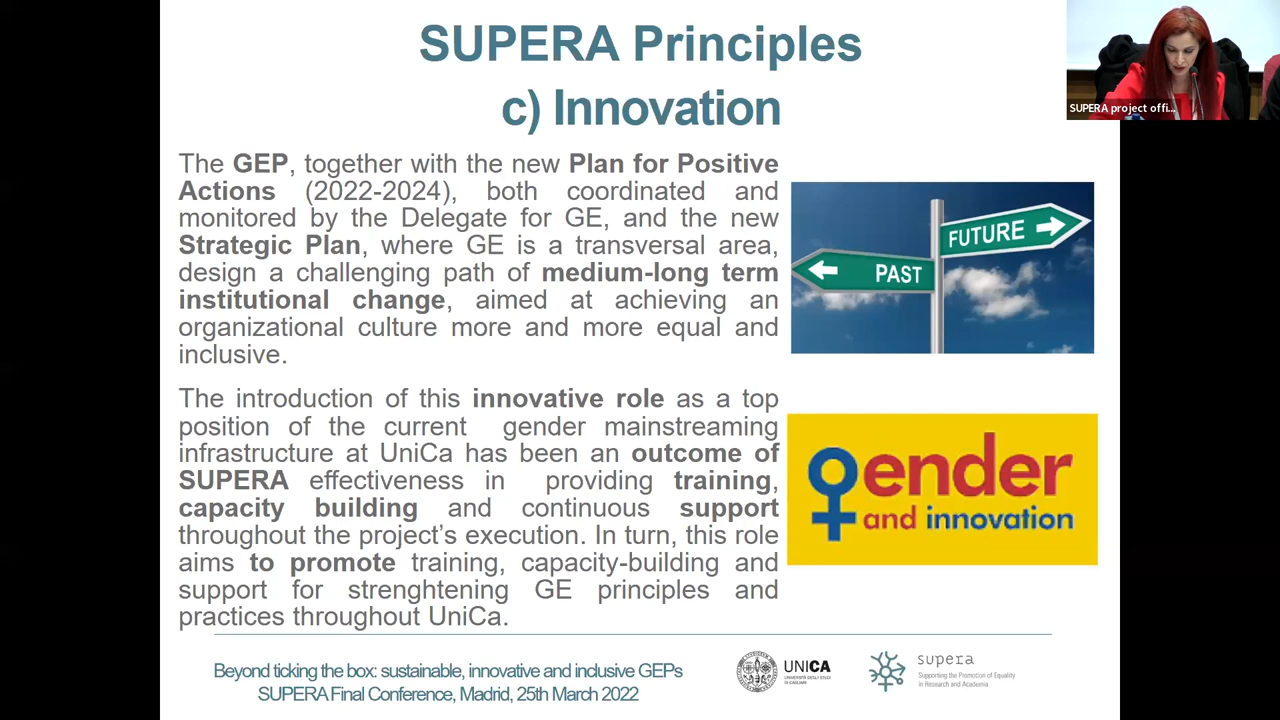 SUPERA Principles
c) Innovation
SUPERA project offi...
The GEP, together with the new Plan for Positive
Actions (2022-2024), both coordinated and
monitored by the Delegate for GE, and the new
Strategic Plan, where GE is a transversal area,
design a challenging path of medium-long term
institutional change, aimed at achieving an
organizational culture more and more equal and
inclusive.
FUTURE
PAST
The introduction of this innovative role as a top
position of the current gender mainstreaming
infrastructure at UniCa has been an outcome of
SUPERA effectiveness in providing training,
capacity building and continuous support
throughout the project's execution. In turn, this role
aims to promote training, capacity-building and
support for strenghtening GE principles and
practices throughout UniCa.
gender
and innovation
Beyond ticking the box: sustainable, innovative and inclusive GEPs
SUPERA Final Conference, Madrid, 25th March 2022
UNICA
UNIVERSITÀ DEGLI STUDI
DI CAGLIARI
supera
Supporting the Promotion of Equality
in Research and Academia